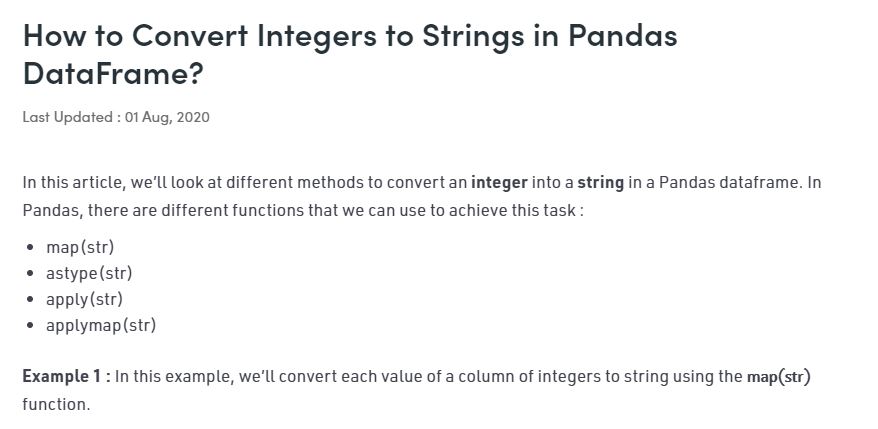 How to Convert Integers to Strings in Pandas
DataFrame?
Last Updated : 01 Aug, 2020
In this article, we'll look at different methods to convert an integer into a string in a Pandas dataframe. In
Pandas, there are different functions that we can use to achieve this task :
• map(str)
• astype(str)
• apply(str)
• applymap(str)
Example 1 : In this example, we'll convert each value of a column of integers to string using the map(str)
function.